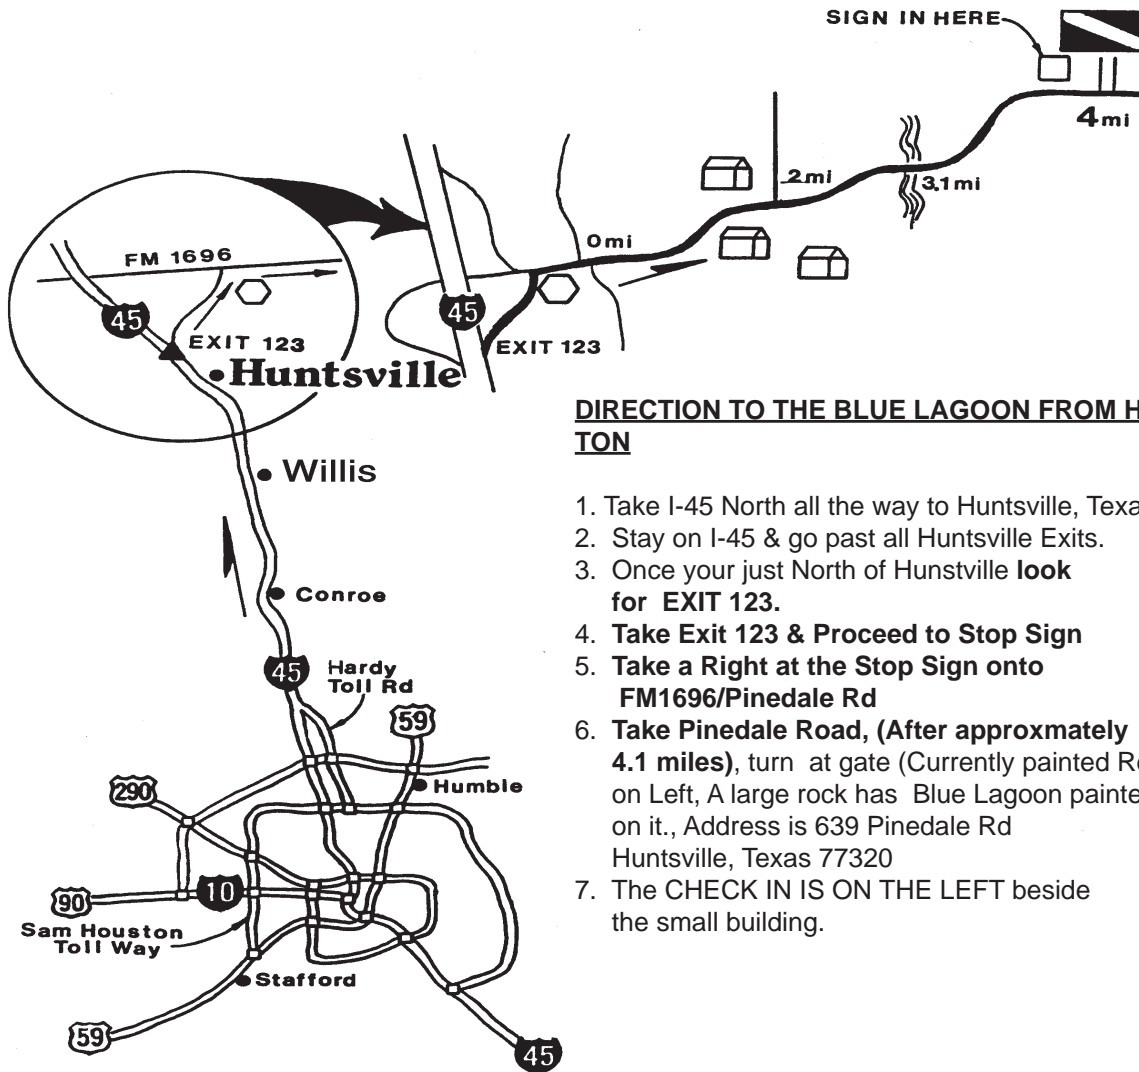 SIGN IN HERE
4mi
2mi
3.1mi
0mi
FM 1696
45
EXIT 123
45
EXIT 123
Huntsville
Willis
Conroe
45
Hardy
Toll Rd
59
290
Humble
90
10
Sam Houston
Toll Way
Stafford
59
45
DIRECTION TO THE BLUE LAGOON FROM H
TON
1. Take I-45 North all the way to Huntsville, Texa
2. Stay on I-45 & go past all Huntsville Exits.
3. Once your just North of Hunstville look
for EXIT 123.
4. Take Exit 123 & Proceed to Stop Sign
5. Take a Right at the Stop Sign onto
FM1696/Pinedale Rd
6. Take Pinedale Road, (After approxmately
4.1 miles), turn at gate (Currently painted Re
on Left, A large rock has Blue Lagoon painte
on it., Address is 639 Pinedale Rd
Huntsville, Texas 77320
7. The CHECK IN IS ON THE LEFT beside
the small building.